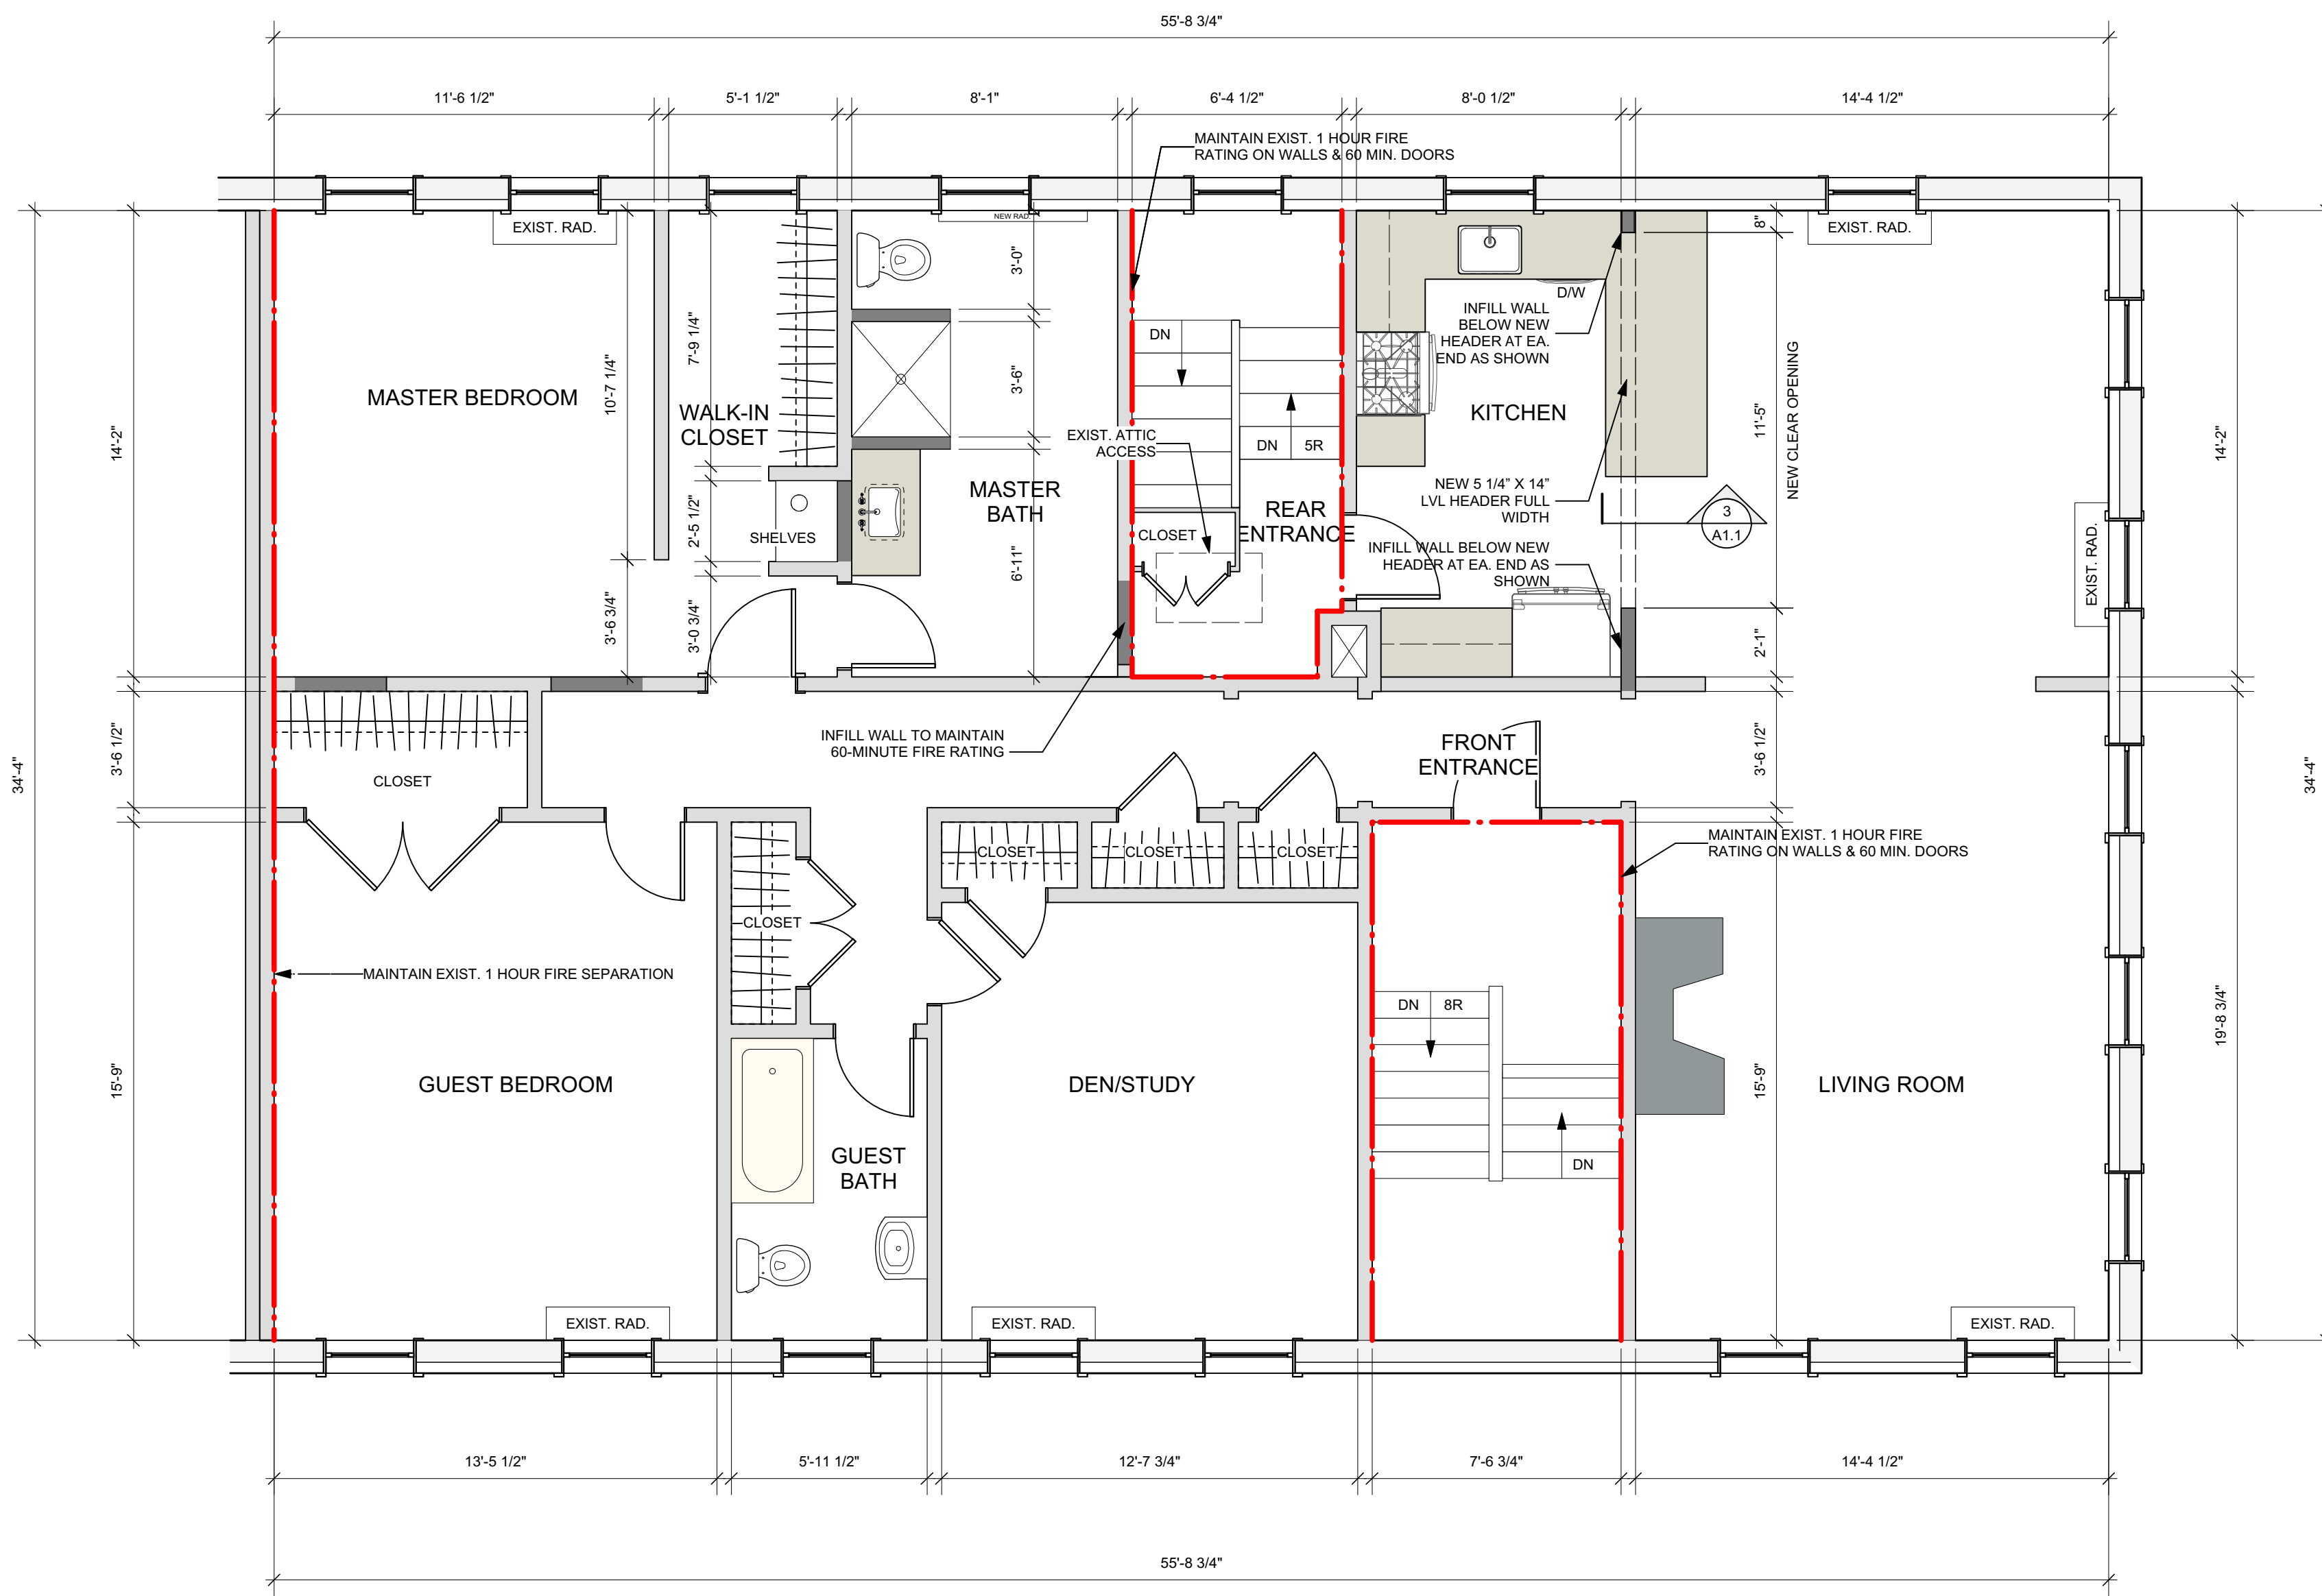 55'-8 3/4"
11'-6 1/2"
5'-1 1/2"
8'-1"
6'-4 1/2"
8'-0 1/2"
14'-4 1/2"
MAINTAIN EXIST. 1 HOUR FIRE
RATING ON WALLS & 60 MIN. DOORS
EXIST. RAD.
NEW RAD.
8"
EXIST. RAD.
3'-0"
D/W
INFILL WALL
BELOW NEW
HEADER AT EA.
END AS SHOWN
DN
7'-9 1/4"
10'-7 1/4"
3'-6"
MASTER BEDROOM
WALK-IN
CLOSET
KITCHEN
11'-5"
NEW CLEAR OPENING
14'-2"
14'-2"
EXIST. ATTIC
ACCESS
DN
5R
MASTER
BATH
NEW 5 1/4” X 14”
LVL HEADER FULL
WIDTH
REAR
ENTRANCE
3
A1.1
2'-5 1/2"
SHELVES
CLOSET
6'-11"
INFILL WALL BELOW NEW
HEADER AT EA. END AS
SHOWN
EXIST. RAD.
3'-6 3/4"
3'-0 3/4"
2'-1"
INFILL WALL TO MAINTAIN
60-MINUTE FIRE RATING
FRONT
ENTRANCE
3'-6 1/2"
3'-6 1/2"
34'-4"
34'-4"
CLOSET
MAINTAIN EXIST. 1 HOUR FIRE
RATING ON WALLS & 60 MIN. DOORS
CLOSET
CLOSET
CLOSET
CLOSET
MAINTAIN EXIST. 1 HOUR FIRE SEPARATION
DN
8R
19'-8 3/4"
15'-9"
15'-9"
GUEST BEDROOM
DEN/STUDY
LIVING ROOM
GUEST
BATH
DN
EXIST. RAD.
EXIST. RAD.
EXIST. RAD.
13'-5 1/2"
5'-11 1/2"
12'-7 3/4"
7'-6 3/4"
14'-4 1/2"
55'-8 3/4"